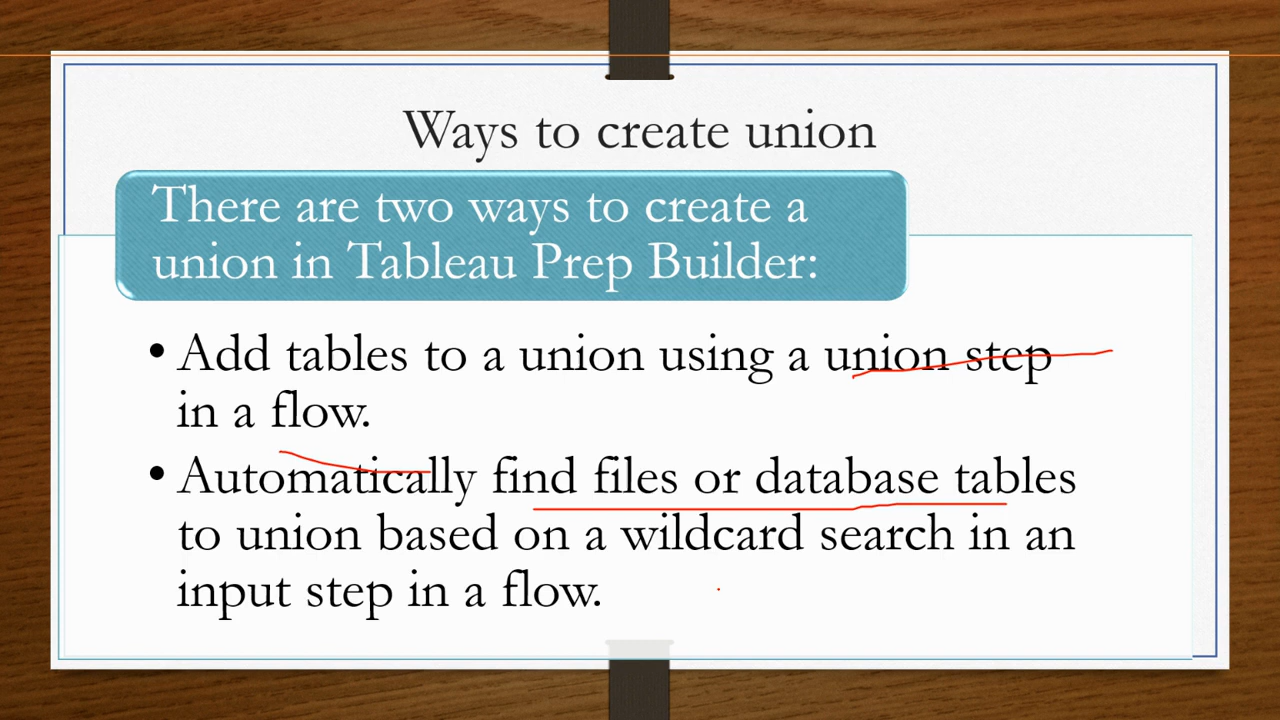 Ways to create union
There are two ways to create a
union in Tableau Prep Builder:
• Add tables to a union using a union step
in a flow.
• Automatically find files or database tables
to union based on a wildcard search in an
input step in a flow.